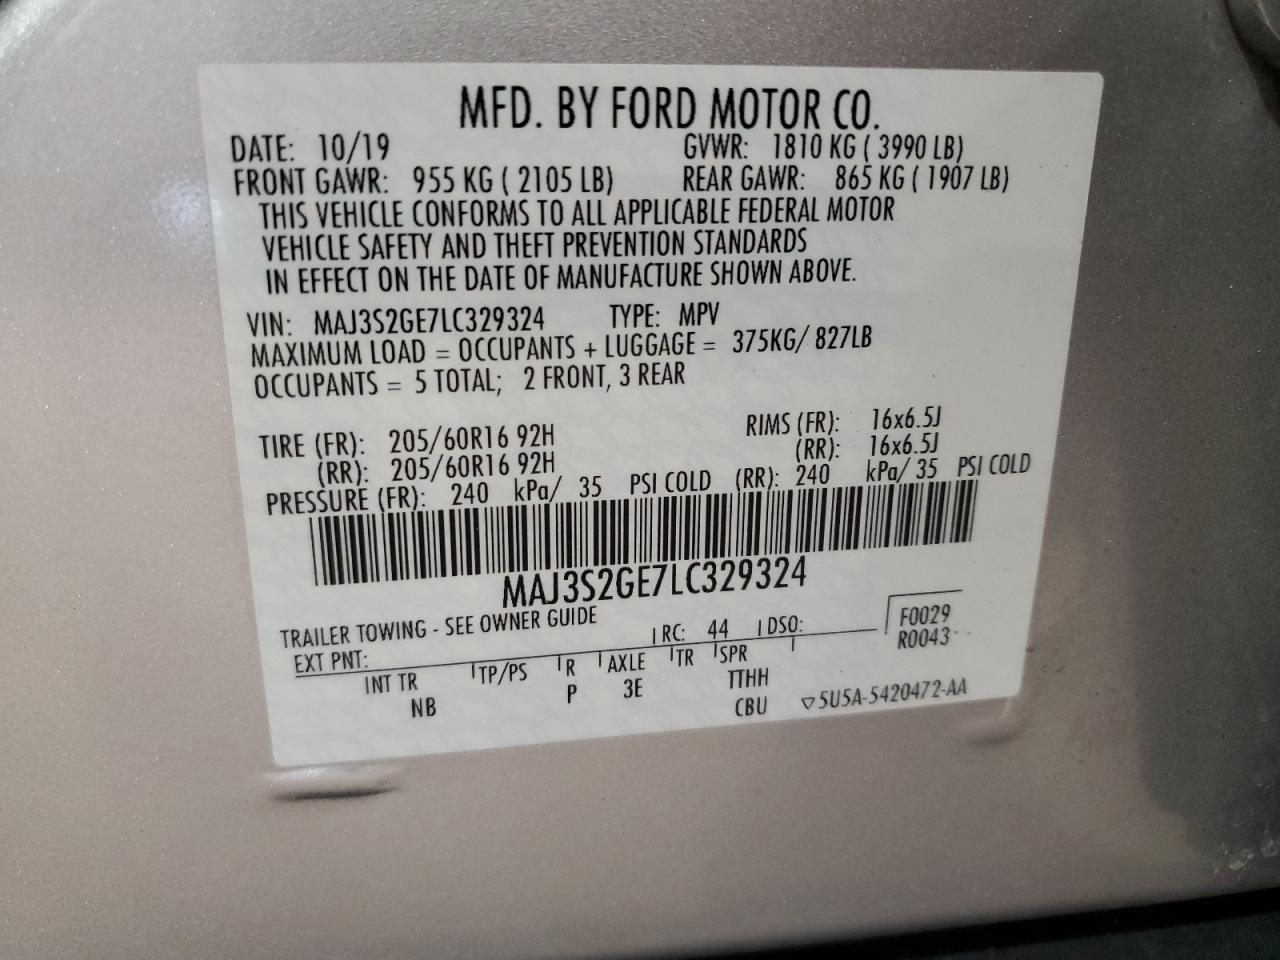 MFD. BY FORD MOTOR CO.
DATE: 10/19 GVWR: 1810 KG ( 3990 LB)
FRONT GAWR: 955 KG ( 2105 LB) REAR GAWR: 865 KG ( 1907 LB)
THIS VEHICLE CONFORMS TO ALL APPLICABLE FEDERAL MOTOR
VEHICLE SAFETY AND THEFT PREVENTION STANDARDS
IN EFFECT ON THE DATE OF MANUFACTURE SHOWN ABOVE.
VIN: MAJ3S2GE7LC329324 TYPE: MPV
MAXIMUM LOAD = OCCUPANTS + LUGGAGE = 375KG/ 827LB
OCCUPANTS = 5 TOTAL; 2 FRONT, 3 REAR
TIRE (FR): 205/60R16 92H RIMS (FR): 16x6.5J
(RR): 205/60R16 92H (RR): 16x6.5J
PRESSURE (FR): 240 kPa/ 35 PSI COLD (RR): 240 kPa/ 35 PSI COLD
MAJ3S2GE7LC329324
TRAILER TOWING - SEE OWNER GUIDE
EXT PNT: RC: 44 DSO: F0029
R0043
INT TR TP/PS R AXLE TR SPR
NB P 3E TTHH
CBU ▽5U5A-5420472-AA